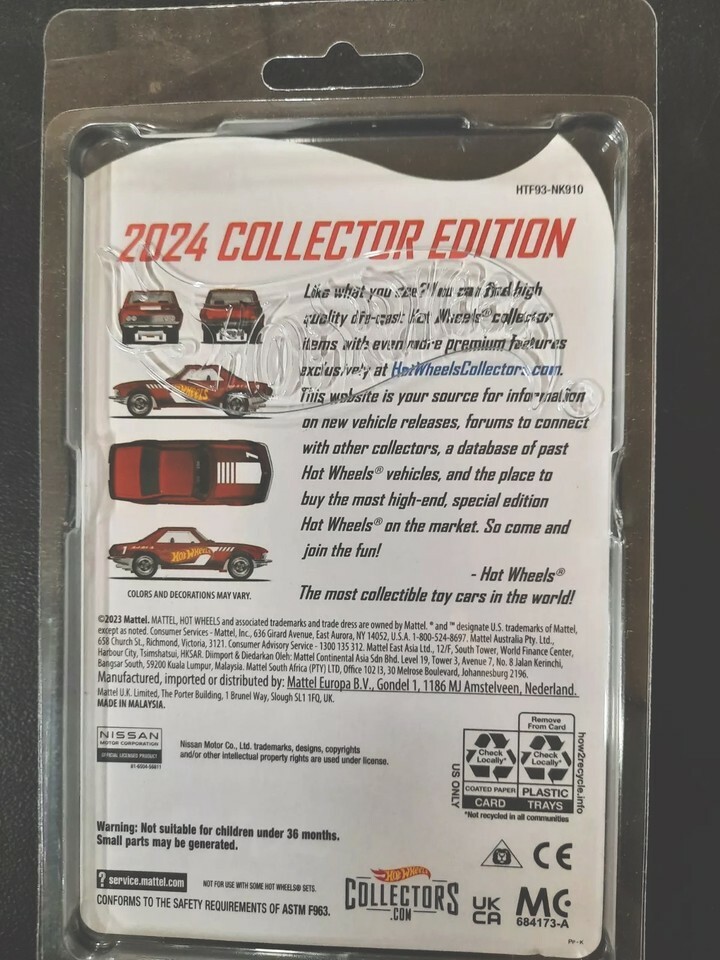 HTF93-NK910
2024 COLLECTOR EDITION
Like what you see? You can find high
quality die-cast Hot Wheels® collector
items with even more premium features
exclusively at HotWheelsCollectors.com.
This website is your source for information
on new vehicle releases, forums to connect
with other collectors, a database of past
Hot Wheels® vehicles, and the place to
buy the most high-end, special edition
Hot Wheels® on the market. So come and
join the fun!
- Hot Wheels®
The most collectible toy cars in the world!
COLORS AND DECORATIONS MAY VARY.
©2023 Mattel. MATTEL, HOT WHEELS and associated trademarks and trade dress are owned by Mattel. ® and ™ designate U.S. trademarks of Mattel,
except as noted. Consumer Services - Mattel, Inc., 636 Girard Avenue, East Aurora, NY 14052, U.S.A. 1-800-524-8697. Mattel Australia Pty. Ltd.,
658 Church St., Richmond, Victoria, 3121. Consumer Advisory Service - 1300 135 312. Mattel East Asia Ltd., 12/F, South Tower, World Finance Center,
Harbour City, Tsimshatsui, HKSAR. Diimport & Diedarkan Oleh: Mattel Continental Asia Sdn Bhd. Level 19, Tower 3, Avenue 7, No. 8 Jalan Kerinchi,
Bangsar South, 59200 Kuala Lumpur, Malaysia. Mattel South Africa (PTY) LTD, Office 102 I3, 30 Melrose Boulevard, Johannesburg 2196.
Manufactured, imported or distributed by: Mattel Europa B.V., Gondel 1, 1186 MJ Amstelveen, Nederland.
Mattel U.K. Limited, The Porter Building, 1 Brunel Way, Slough SL1 1FQ, UK.
MADE IN MALAYSIA.
NISSAN
MOTOR CORPORATION
OFFICIAL LICENSED PRODUCT
Nissan Motor Co., Ltd. trademarks, designs, copyrights
and/or other intellectual property rights are used under license.
Remove
From Card
Check
Locally*
Check
Locally*
COATED PAPER
CARD
PLASTIC
TRAYS
US ONLY
how2recycle.info
*Not recycled in all communities
Warning: Not suitable for children under 36 months.
Small parts may be generated.
CE
? service.mattel.com
NOT FOR USE WITH SOME HOT WHEELS® SETS.
CONFORMS TO THE SAFETY REQUIREMENTS OF ASTM F963.
HOT WHEELS
COLLECTORS
.COM
UK
CA
MC
684173-A
PP-K